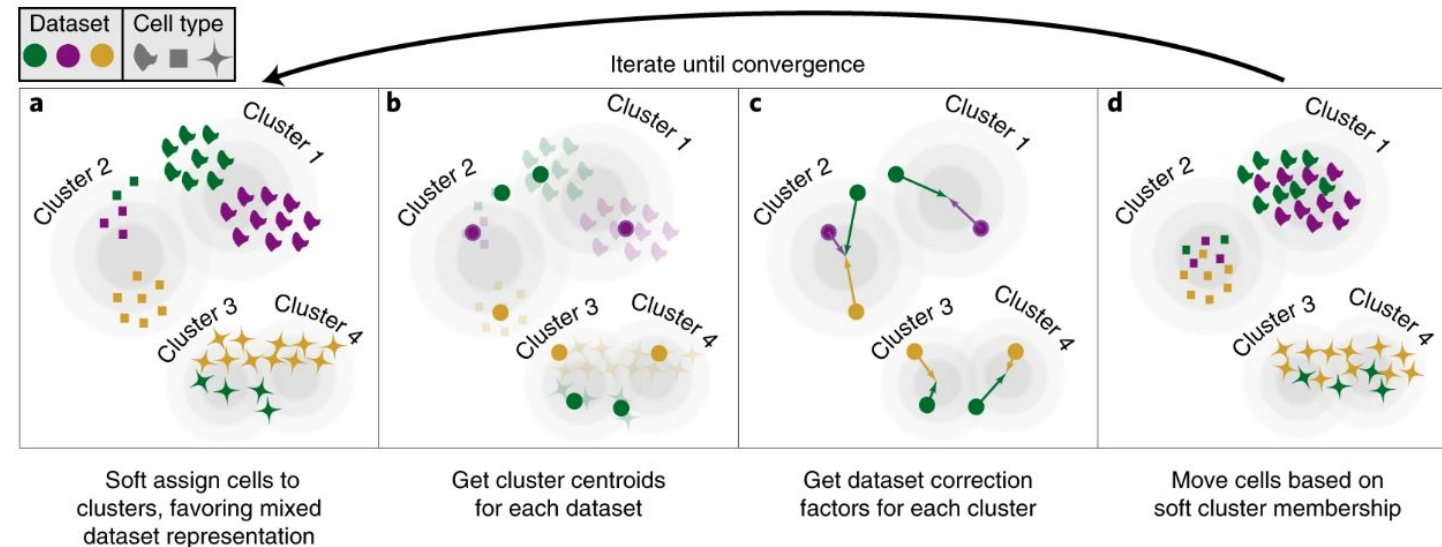 Dataset
Cell type
Iterate until convergence
a
Cluster 1
Cluster 2
Cluster 3
Cluster 4
b
Cluster 1
Cluster 2
Cluster 3
Cluster 4
c
Cluster 1
Cluster 2
Cluster 3
Cluster 4
d
Cluster 1
Cluster 2
Cluster 3
Cluster 4
Soft assign cells to
clusters, favoring mixed
dataset representation
Get cluster centroids
for each dataset
Get dataset correction
factors for each cluster
Move cells based on
soft cluster membership